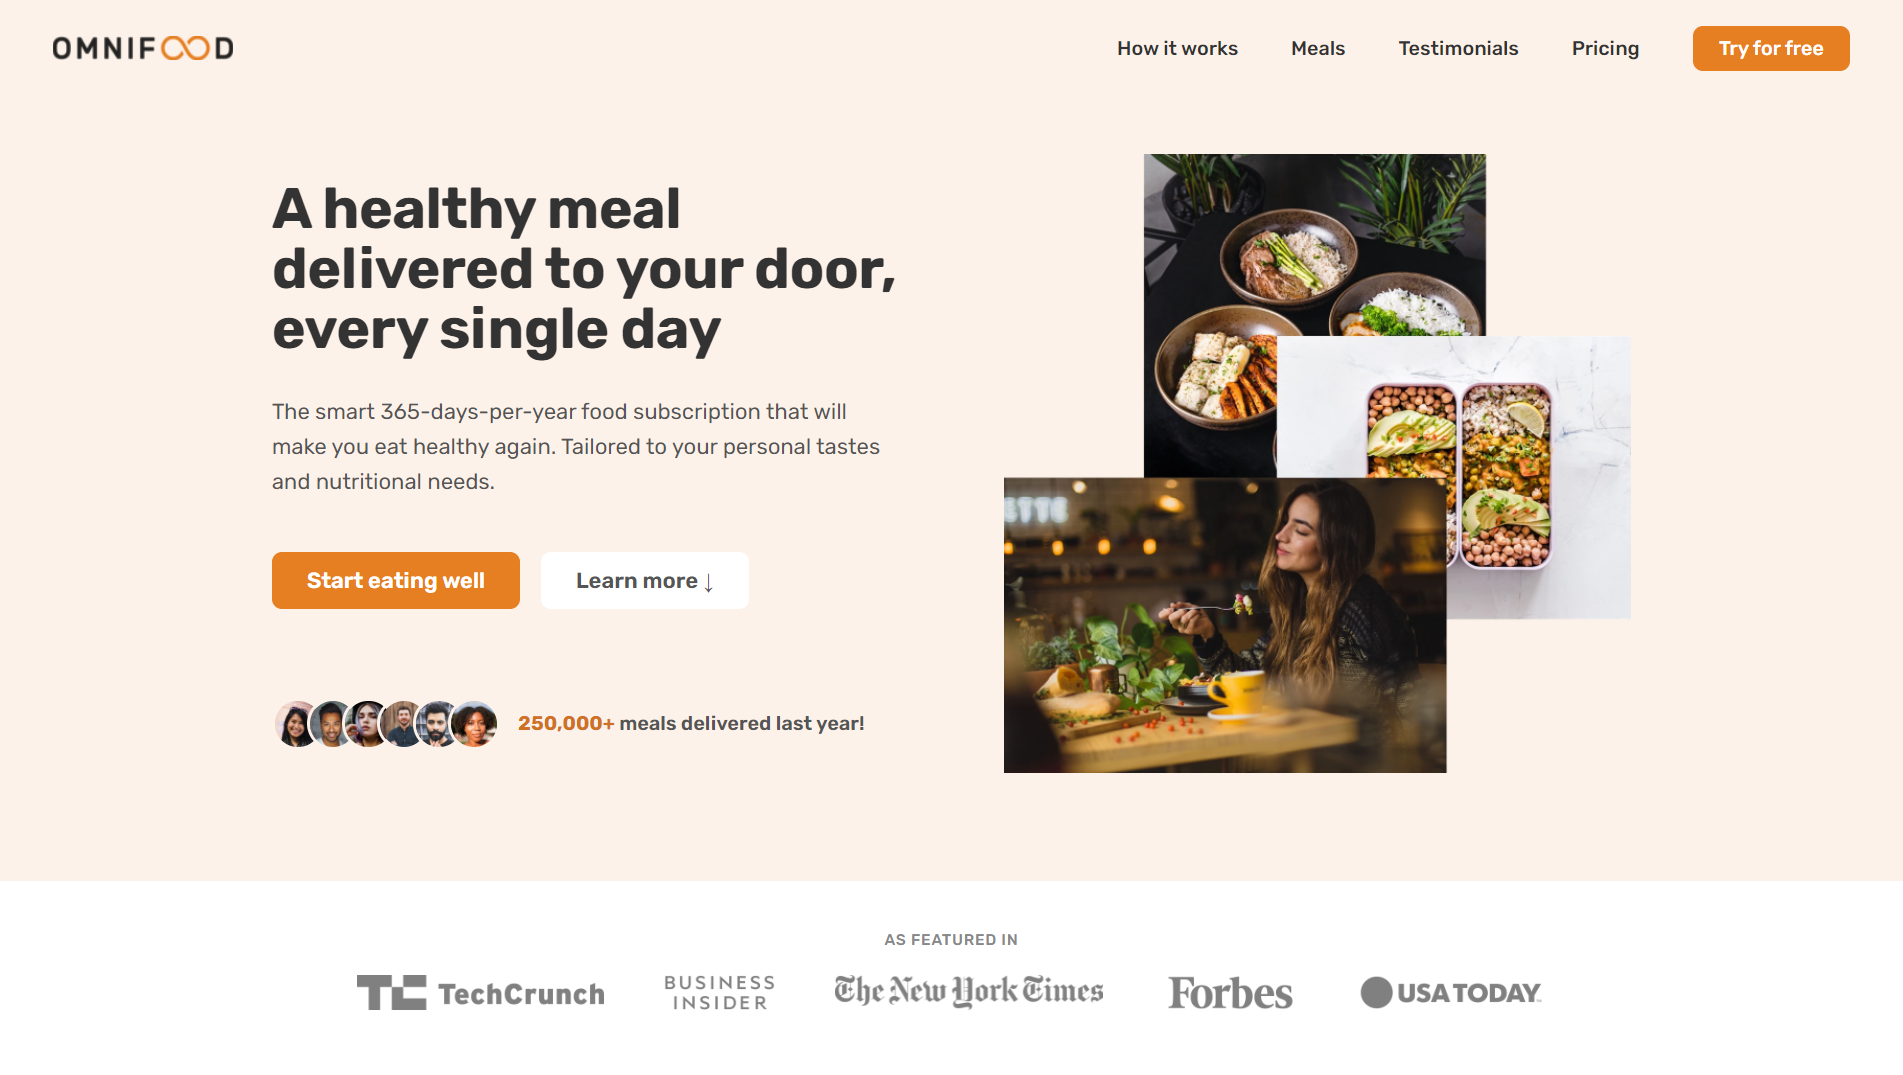 OMNIFOOD
How it works
Meals
Testimonials
Pricing
Try for free
A healthy meal
delivered to your door,
every single day
The smart 365-days-per-year food subscription that will
make you eat healthy again. Tailored to your personal tastes
and nutritional needs.
Start eating well
Learn more ↓
250,000+ meals delivered last year!
ETTE
AS FEATURED IN
TC TechCrunch
BUSINESS
INSIDER
The New York Times
Forbes
USA TODAY